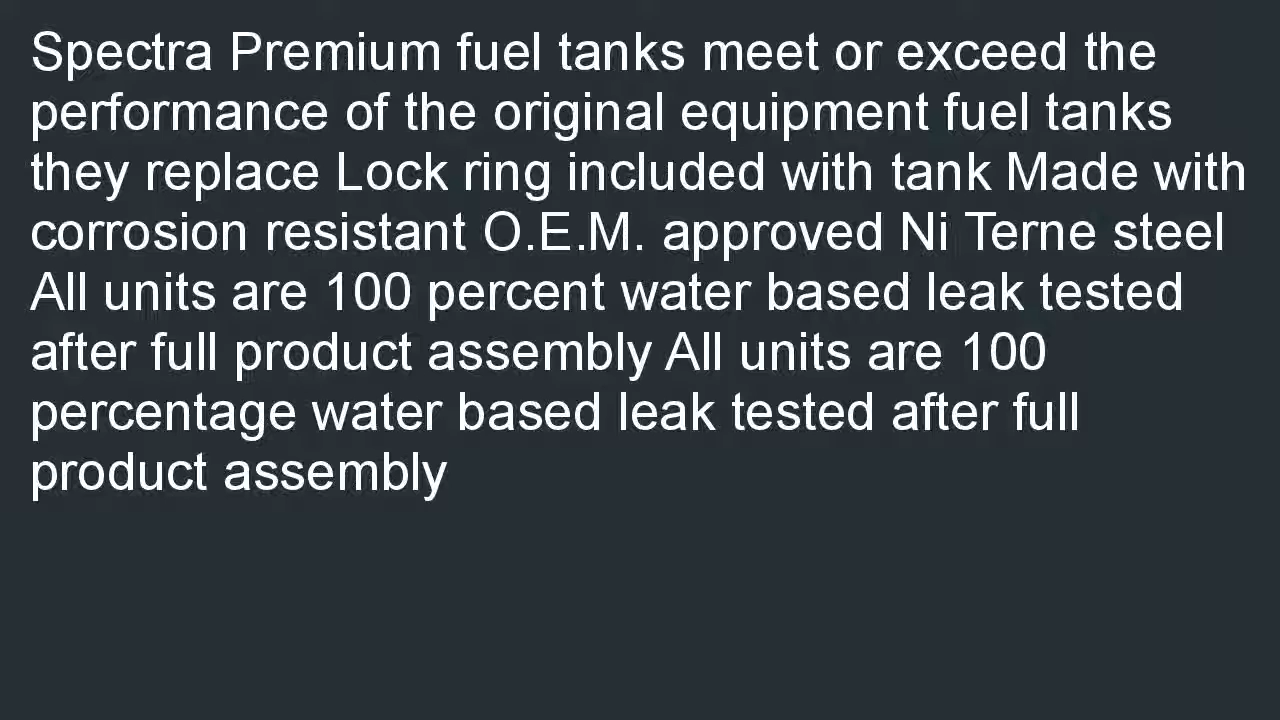 Spectra Premium fuel tanks meet or exceed the
performance of the original equipment fuel tanks
they replace Lock ring included with tank Made with
corrosion resistant O.E.M. approved Ni Terne steel
All units are 100 percent water based leak tested
after full product assembly All units are 100
percentage water based leak tested after full
product assembly